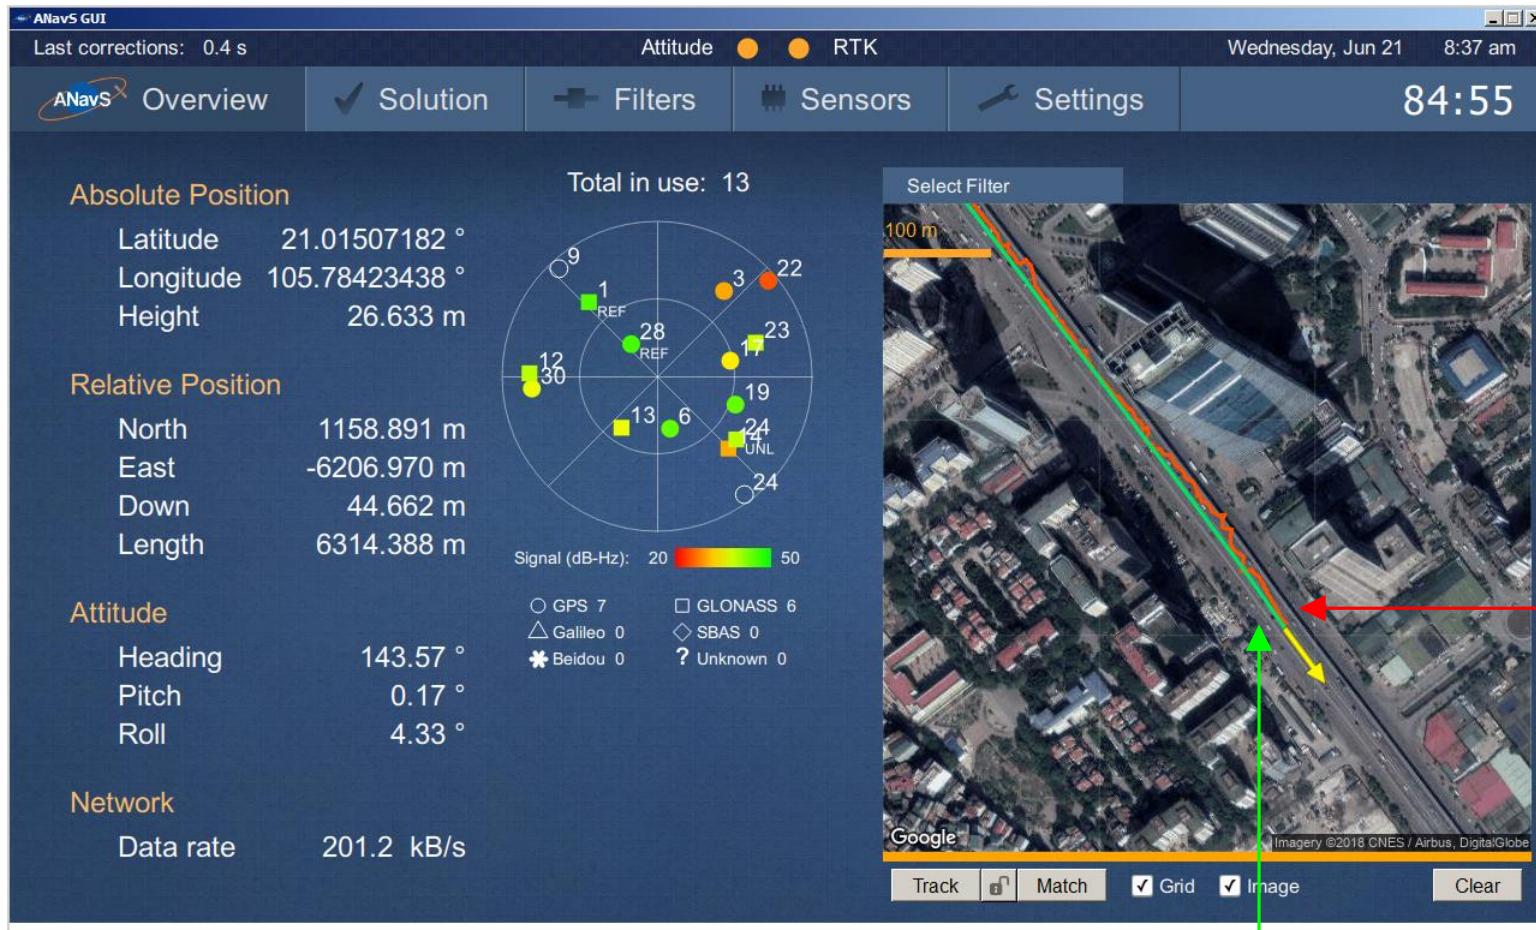 ANavS GUI
Last corrections: 0.4 s
Attitude
RTK
Wednesday, Jun 21
8:37 am
ANavS
Overview
Solution
Filters
Sensors
Settings
84:55
Absolute Position
Latitude 21.01507182 °
Longitude 105.78423438 °
Height 26.633 m
Relative Position
North 1158.891 m
East -6206.970 m
Down 44.662 m
Length 6314.388 m
Attitude
Heading 143.57 °
Pitch 0.17 °
Roll 4.33 °
Network
Data rate 201.2 kB/s
Total in use: 13
9
22
3
1
REF
23
28
REF
17
12
30
19
13
6
24
14
UNL
24
Signal (dB-Hz): 20 50
GPS 7 GLONASS 6
Galileo 0 SBAS 0
Beidou 0 ? Unknown 0
Select Filter
100 m
Google
Imagery ©2018 CNES / Airbus, DigitalGlobe
Track
Match
Grid
Image
Clear